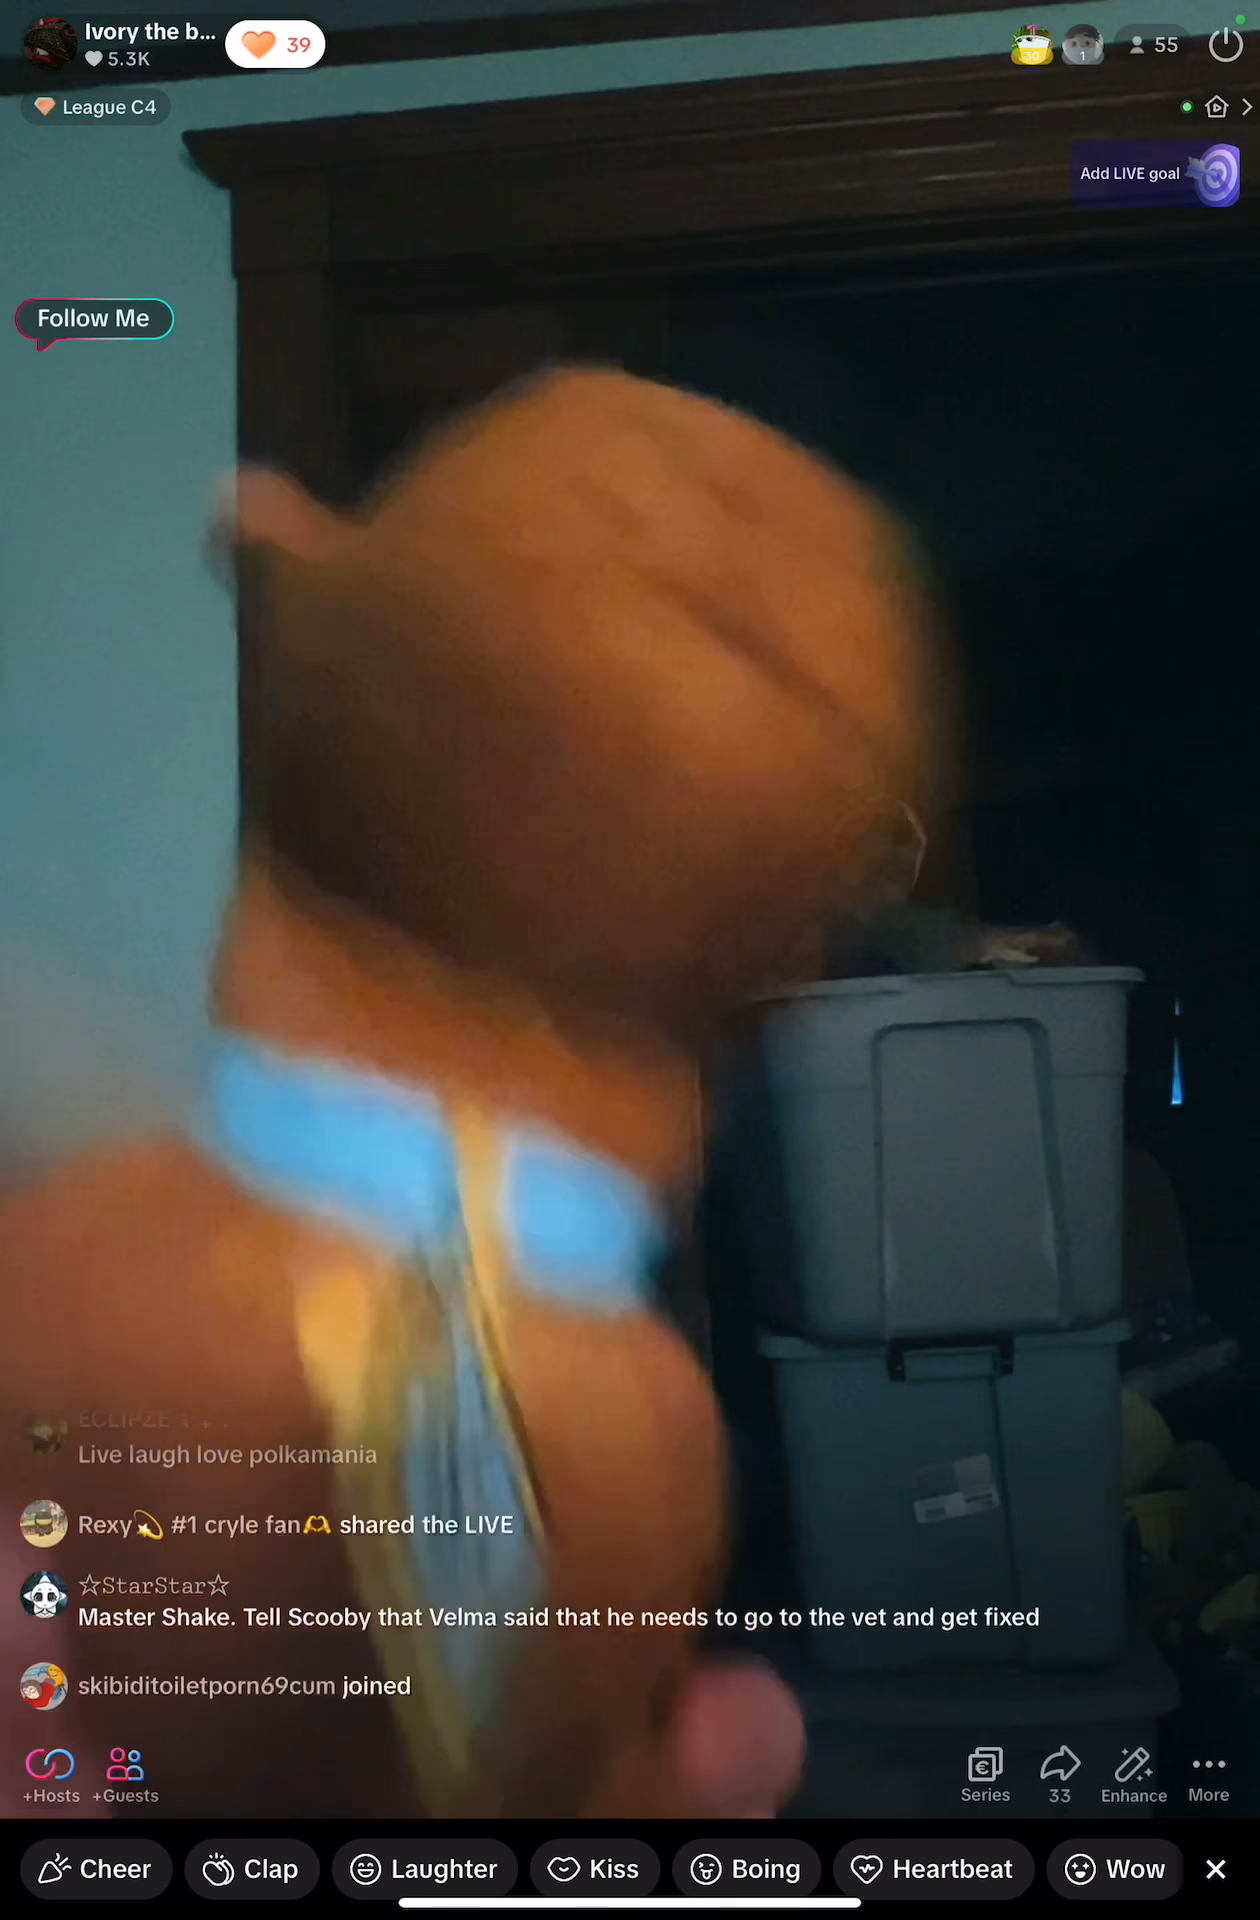 Ivory the b...
5.3K
39
30
1
55
League C4
Add LIVE goal
Follow Me
ECLIPZE
Live laugh love polkamania
Rexy💫 #1 cryle fan🫶 shared the LIVE
☆StarStar☆
Master Shake. Tell Scooby that Velma said that he needs to go to the vet and get fixed
skibiditoiletporn69cum joined
+Hosts
+Guests
Series
33
Enhance
More
Cheer
Clap
Laughter
Kiss
Boing
Heartbeat
Wow